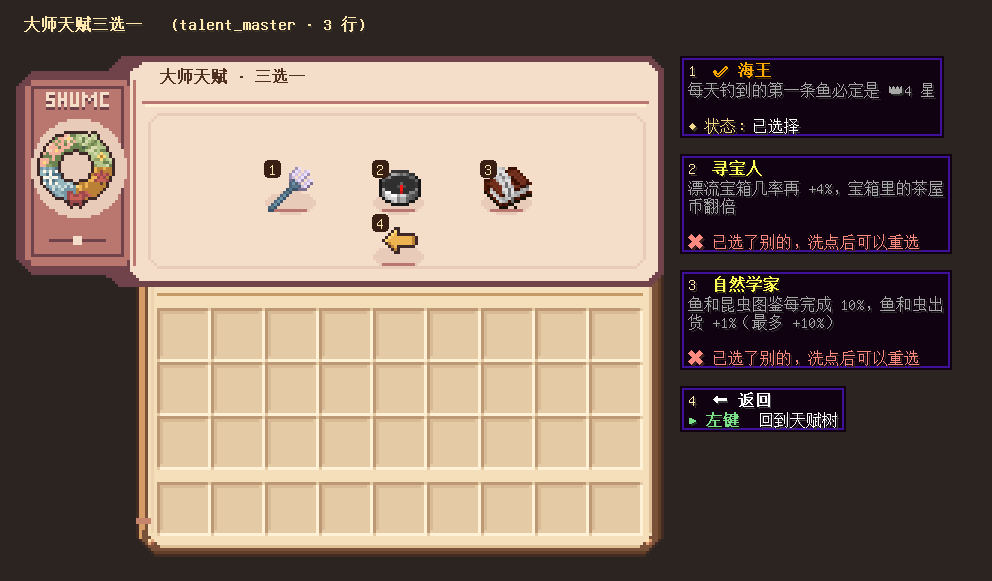 大师天赋三选一 (talent_master · 3 行)
SHUMC
大师天赋 · 三选一
1
2
3
4
1 ✔ 海王
每天钓到的第一条鱼必定是 👑4 星
◆ 状态: 已选择
2 寻宝人
漂流宝箱几率再 +4%, 宝箱里的茶屋
币翻倍
✖ 已选了别的, 洗点后可以重选
3 自然学家
鱼和昆虫图鉴每完成 10%, 鱼和虫出
货 +1% (最多 +10%)
✖ 已选了别的, 洗点后可以重选
4 ← 返回
▶ 左键 回到天赋树